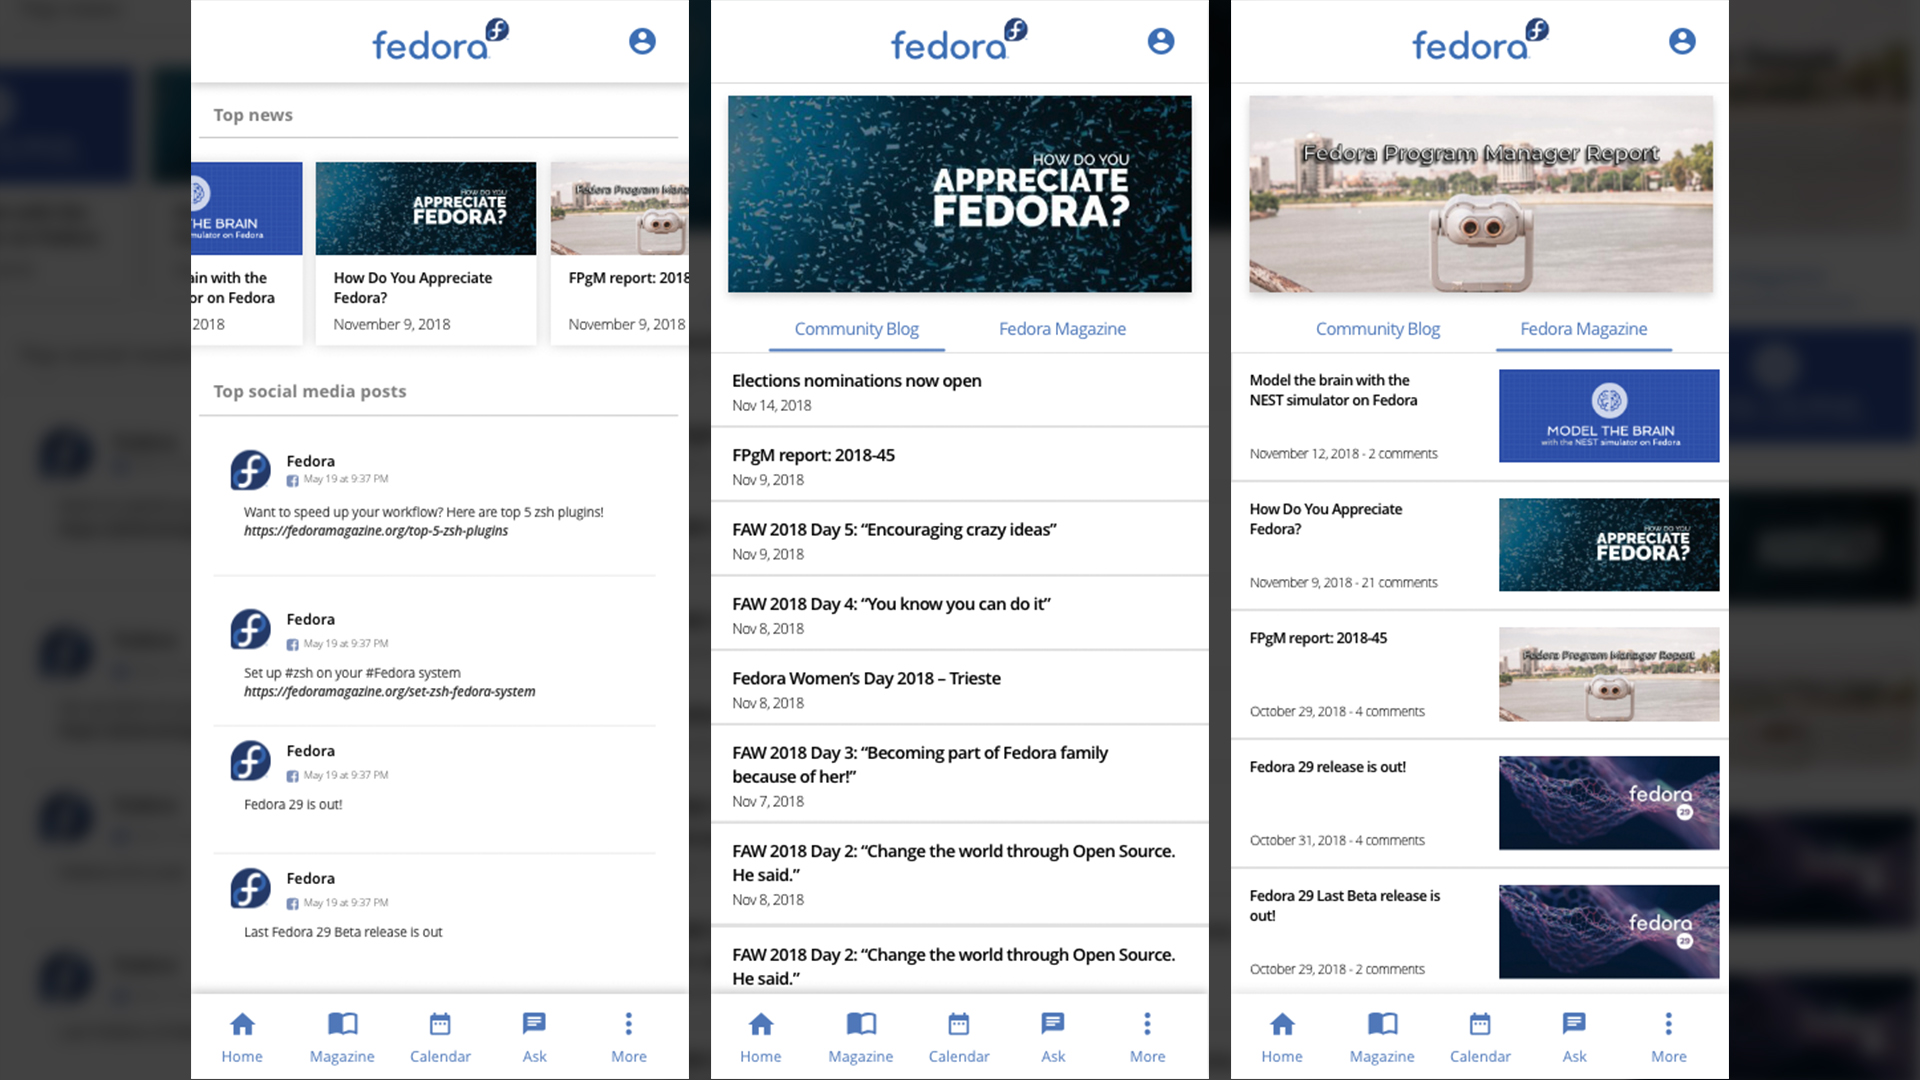 fedora
Top news
HE BRAIN
mulator on Fedora
ain with the
or on Fedora
2018
HOW DO YOU
APPRECIATE
FEDORA?
How Do You Appreciate
Fedora?
November 9, 2018
Fedora Program Mana
FPgM report: 2018
November 9, 2018
Top social media posts
Fedora
May 19 at 9:37 PM
Want to speed up your workflow? Here are top 5 zsh plugins!
https://fedoramagazine.org/top-5-zsh-plugins
Fedora
May 19 at 9:37 PM
Set up #zsh on your #Fedora system
https://fedoramagazine.org/set-zsh-fedora-system
Fedora
May 19 at 9:37 PM
Fedora 29 is out!
Fedora
May 19 at 9:37 PM
Last Fedora 29 Beta release is out
Home
Magazine
Calendar
Ask
More
fedora
HOW DO YOU
APPRECIATE
FEDORA?
Community Blog
Fedora Magazine
Elections nominations now open
Nov 14, 2018
FPgM report: 2018-45
Nov 9, 2018
FAW 2018 Day 5: “Encouraging crazy ideas”
Nov 9, 2018
FAW 2018 Day 4: “You know you can do it”
Nov 8, 2018
Fedora Women’s Day 2018 – Trieste
Nov 8, 2018
FAW 2018 Day 3: “Becoming part of Fedora family
because of her!”
Nov 7, 2018
FAW 2018 Day 2: “Change the world through Open Source.
He said.”
Nov 8, 2018
FAW 2018 Day 2: “Change the world through Open Source.
He said.”
Home
Magazine
Calendar
Ask
More
fedora
Fedora Program Manager Report
Community Blog
Fedora Magazine
Model the brain with the
NEST simulator on Fedora
November 12, 2018 - 2 comments
MODEL THE BRAIN
with the NEST simulator on Fedora
How Do You Appreciate
Fedora?
November 9, 2018 - 21 comments
HOW DO YOU
APPRECIATE
FEDORA?
FPgM report: 2018-45
October 29, 2018 - 4 comments
Fedora Program Manager Report
Fedora 29 release is out!
October 31, 2018 - 4 comments
fedora
29
Fedora 29 Last Beta release is
out!
October 29, 2018 - 2 comments
fedora
29
Home
Magazine
Calendar
Ask
More